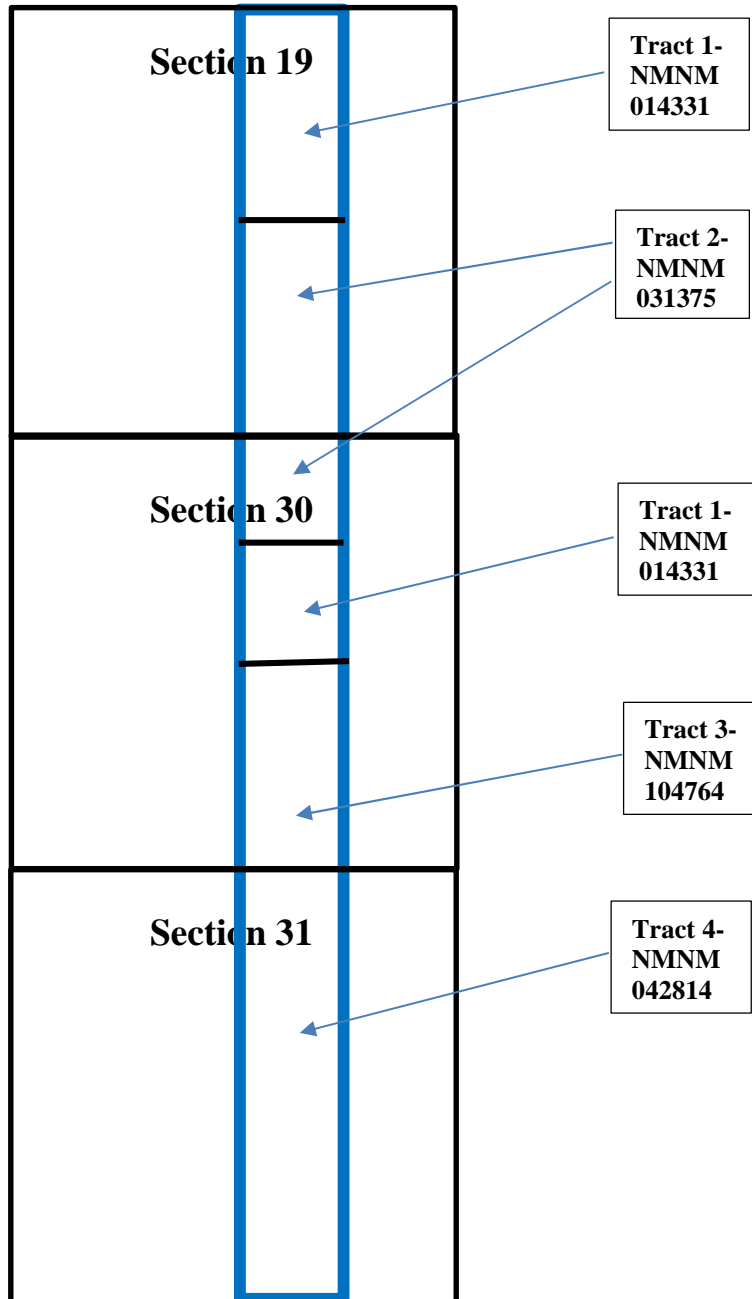 Section 19
Tract 1-
NMNM
014331
Tract 2-
NMNM
031375
Section 30
Tract 1-
NMNM
014331
Tract 3-
NMNM
104764
Section 31
Tract 4-
NMNM
042814